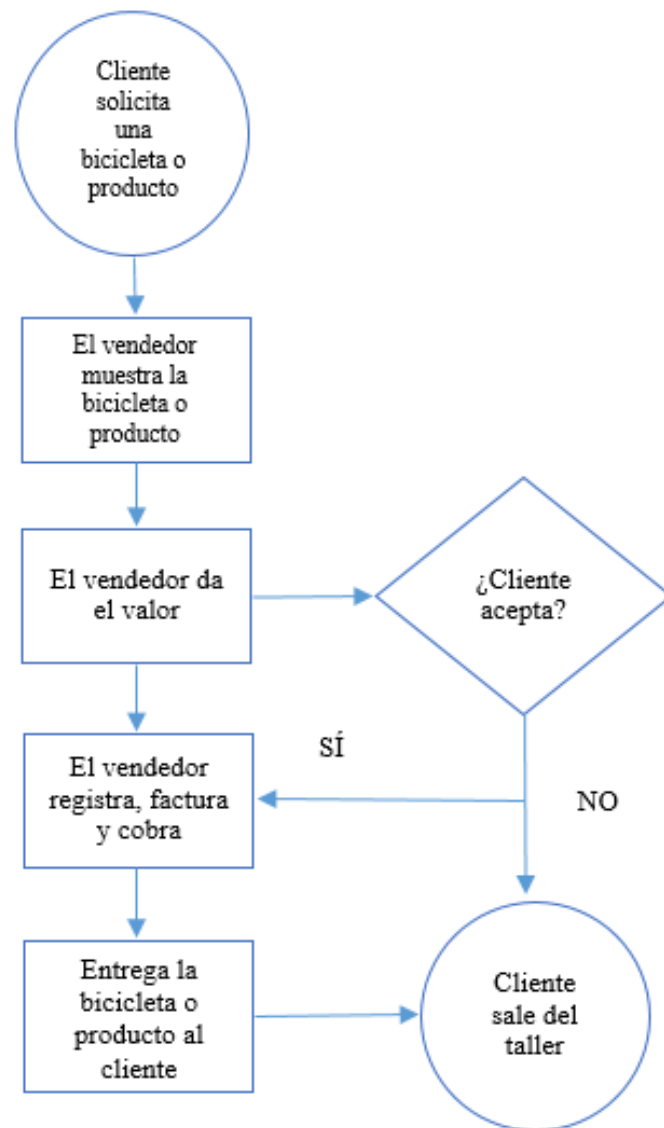 Cliente
solicita
una
bicicleta o
producto
El vendedor
muestra la
bicicleta o
producto
El vendedor da
el valor
¿Cliente
acepta?
SÍ
El vendedor
registra, factura
y cobra
NO
Entrega la
bicicleta o
producto al
cliente
Cliente
sale del
taller